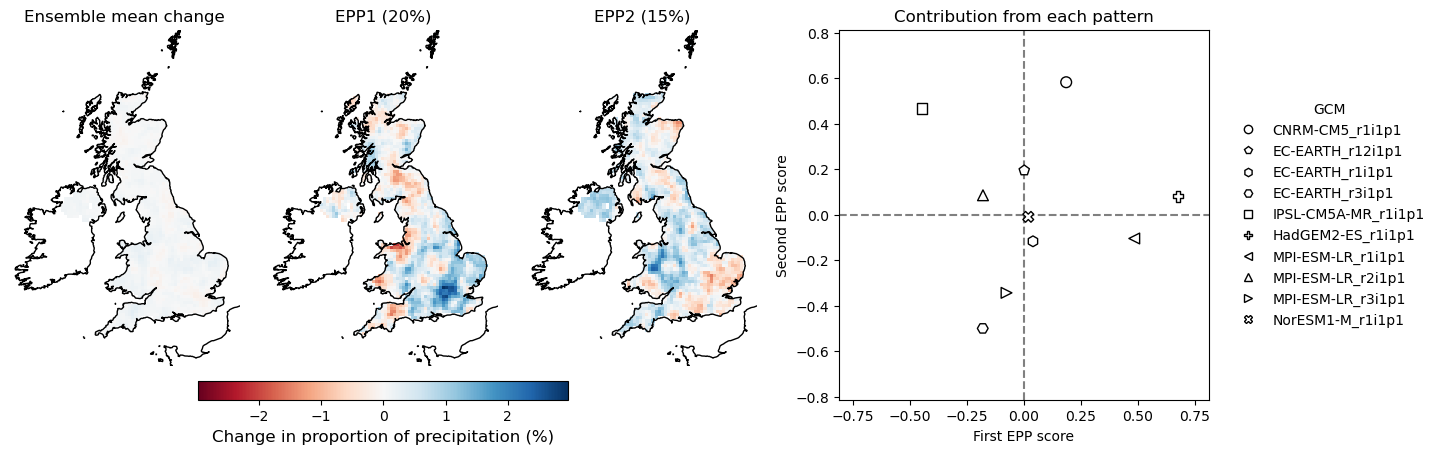 Ensemble mean change
EPP1 (20%)
EPP2 (15%)
−2
−1
0
1
2
Change in proportion of precipitation (%)
Contribution from each pattern
0.8
0.6
0.4
0.2
0.0
−0.2
−0.4
−0.6
−0.8
Second EPP score
−0.75
−0.50
−0.25
0.00
0.25
0.50
0.75
First EPP score
GCM
CNRM-CM5_r1i1p1
EC-EARTH_r12i1p1
EC-EARTH_r1i1p1
EC-EARTH_r3i1p1
IPSL-CM5A-MR_r1i1p1
HadGEM2-ES_r1i1p1
MPI-ESM-LR_r1i1p1
MPI-ESM-LR_r2i1p1
MPI-ESM-LR_r3i1p1
NorESM1-M_r1i1p1